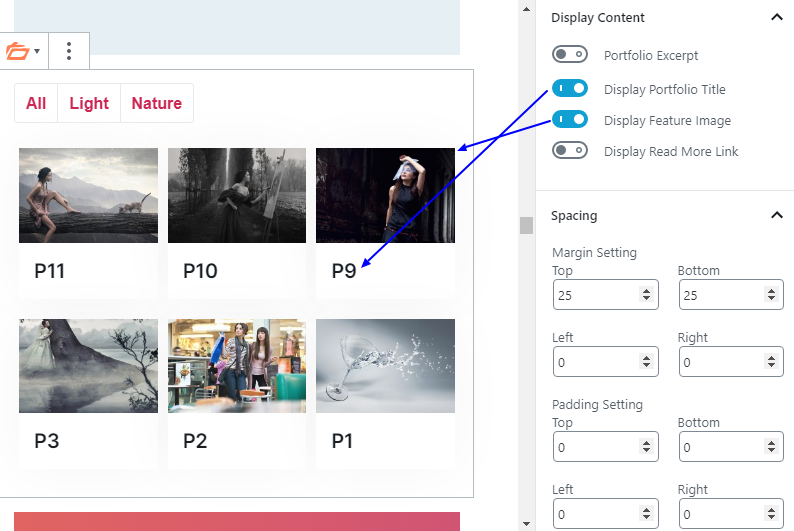 All Light Nature
P11 P10 P9
P3 P2 P1
Display Content
Portfolio Excerpt
Display Portfolio Title
Display Feature Image
Display Read More Link
Spacing
Margin Setting
Top Bottom
25 25
Left Right
0 0
Padding Setting
Top Bottom
0 0
Left Right
0 0